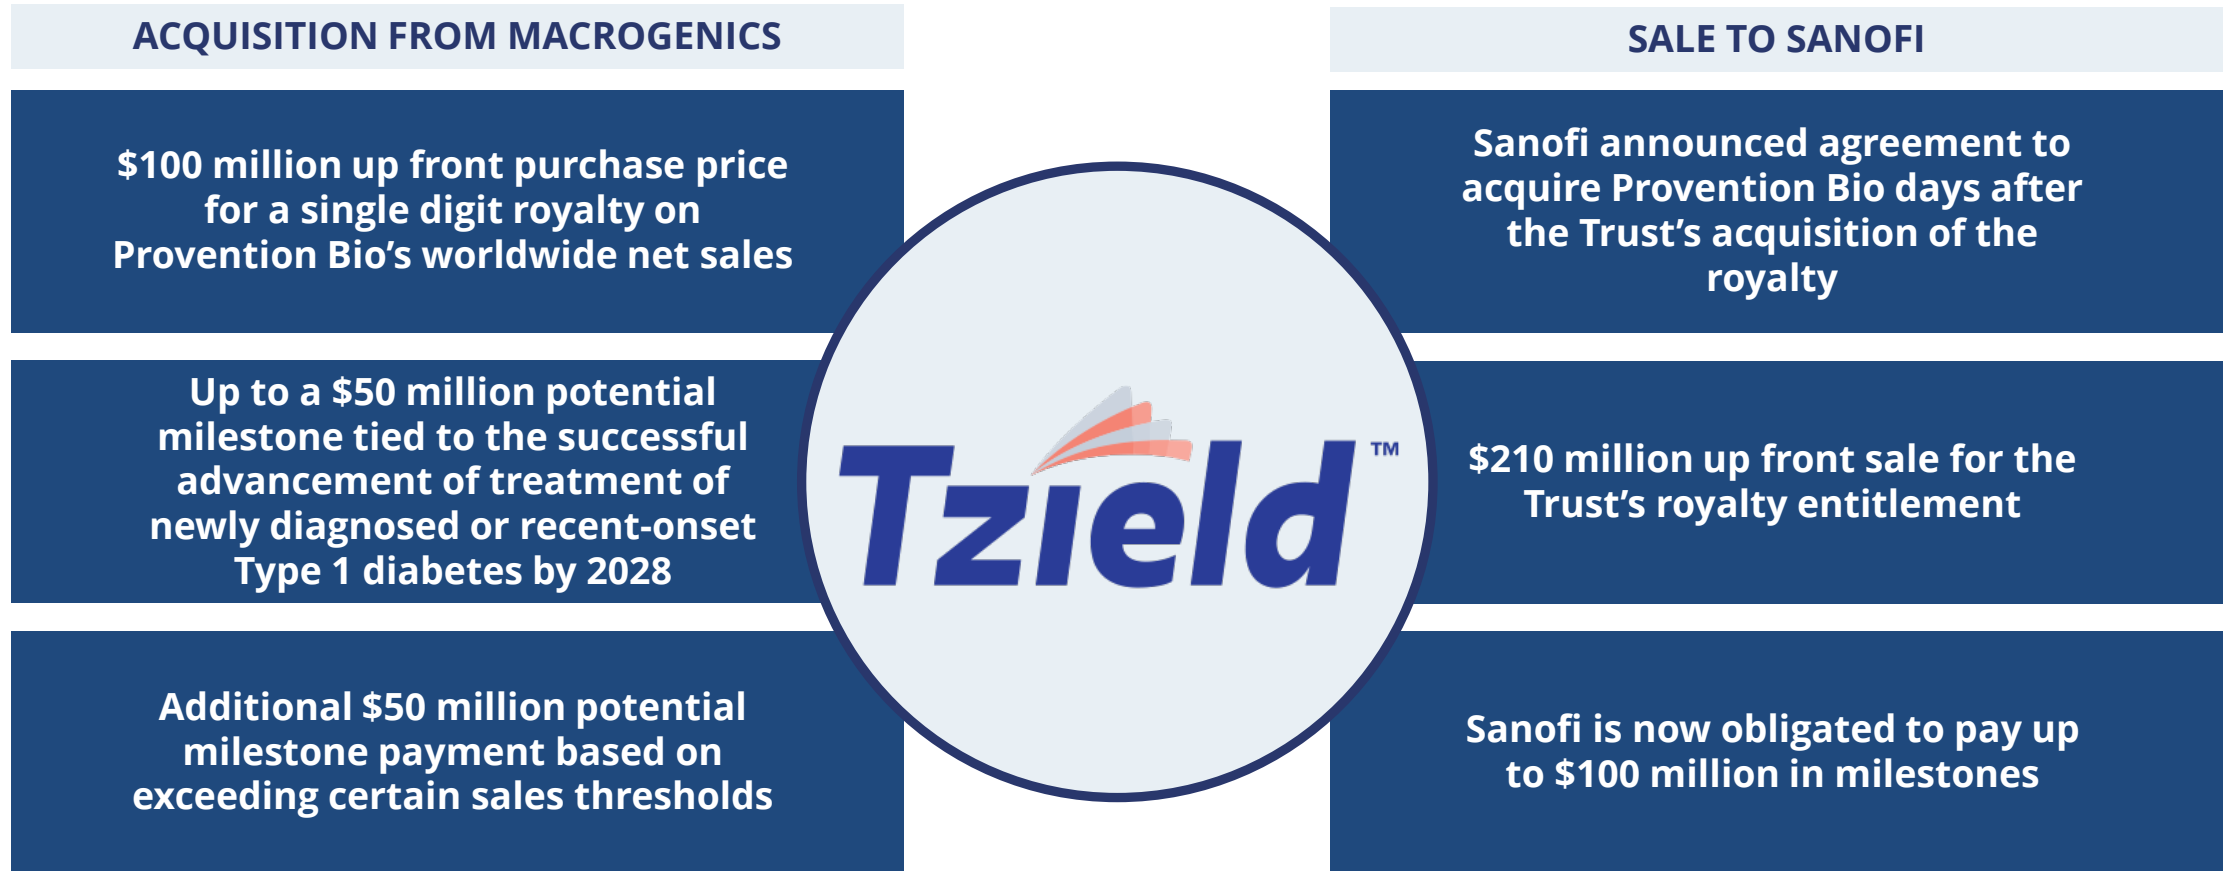 ACQUISITION FROM MACROGENICS
$100 million up front purchase price
for a single digit royalty on
Provention Bio’s worldwide net sales
Up to a $50 million potential
milestone tied to the successful
advancement of treatment of
newly diagnosed or recent-onset
Type 1 diabetes by 2028
Additional $50 million potential
milestone payment based on
exceeding certain sales thresholds
Tzield™
SALE TO SANOFI
Sanofi announced agreement to
acquire Provention Bio days after
the Trust’s acquisition of the
royalty
$210 million up front sale for the
Trust’s royalty entitlement
Sanofi is now obligated to pay up
to $100 million in milestones